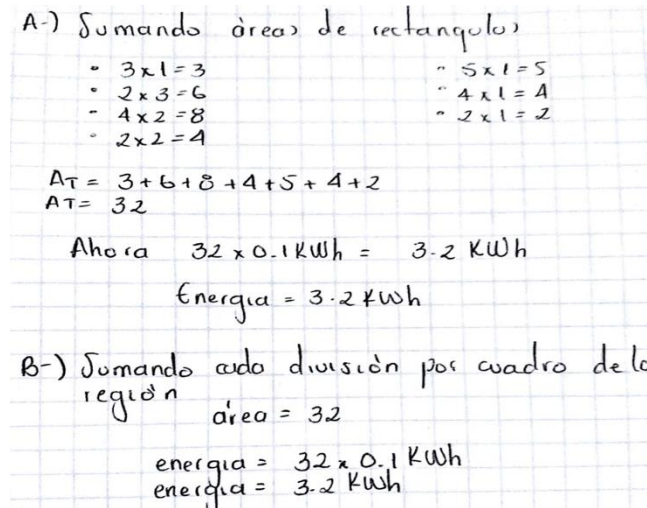 A-) Sumando áreas de rectangulos
3x1=3
2x3=6
4x2=8
2x2=4
5x1=5
4x1=4
2x1=2
AT = 3+6+8+4+5+4+2
AT= 32
Ahora 32 x 0.1 KWh = 3.2 KWh
Energia = 3.2 KWh
B-) Sumando cada división por cuadro de la
región
área = 32
energia = 32 x 0.1 KWh
energia = 3.2 KWh